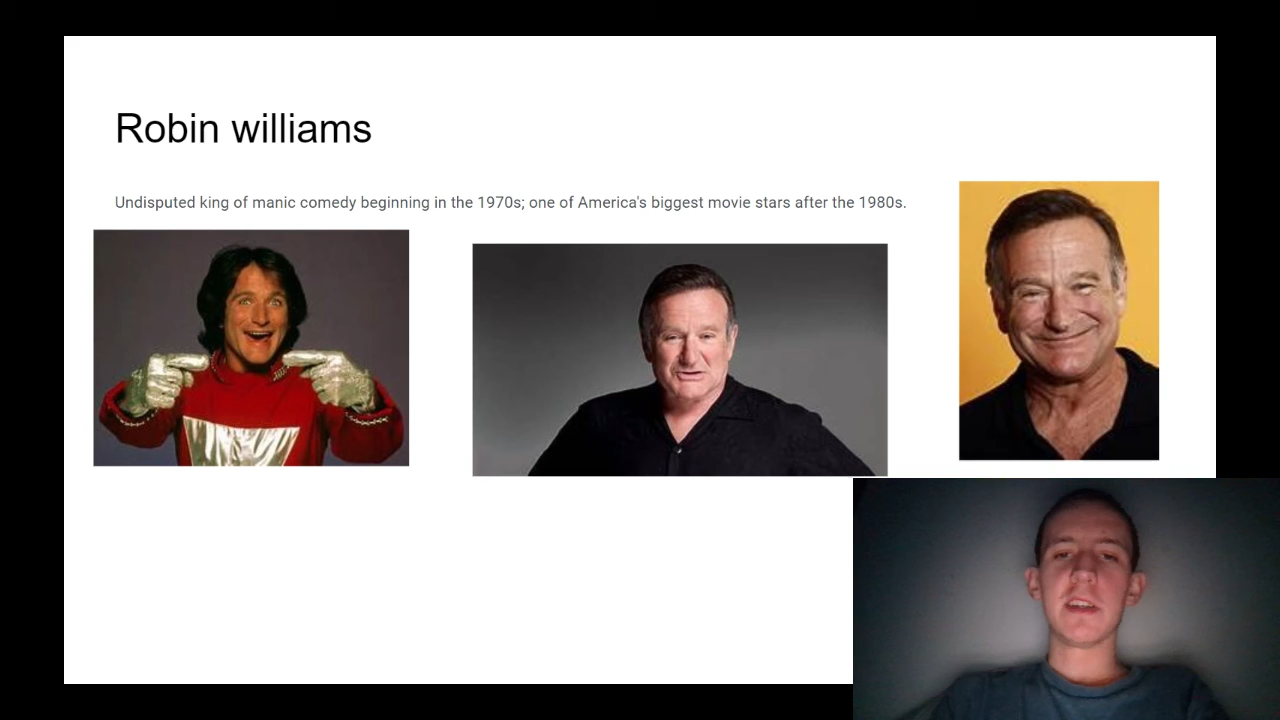 Robin williams
Undisputed king of manic comedy beginning in the 1970s; one of America's biggest movie stars after the 1980s.